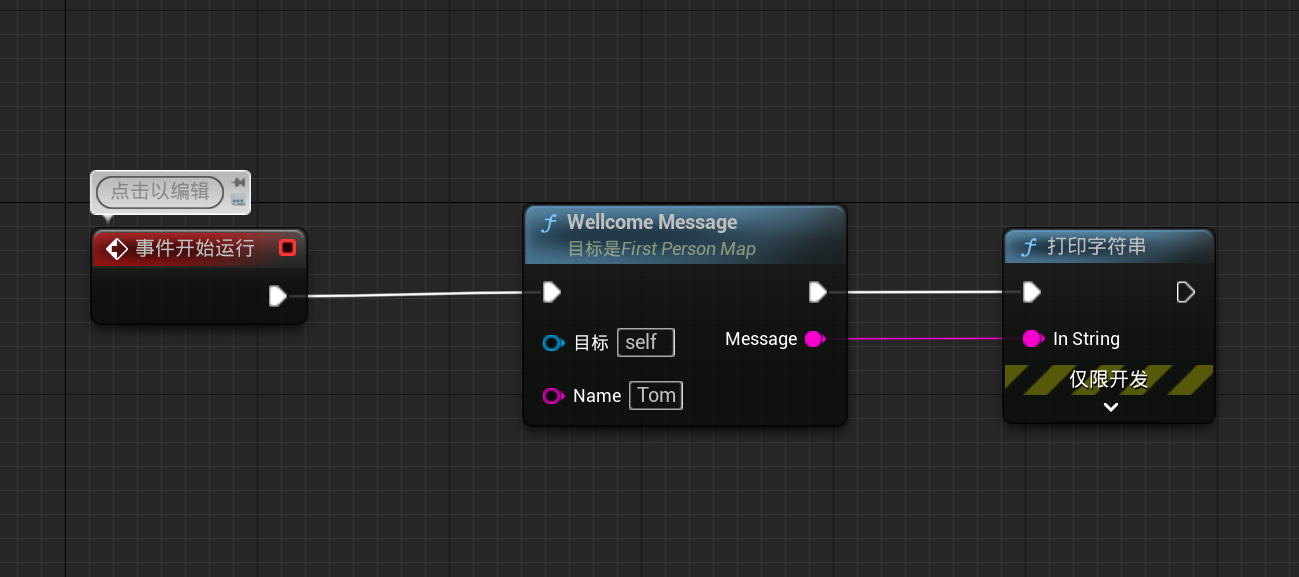 点击以编辑
事件开始运行
Wellcome Message
目标是First Person Map
目标 self
Message
Name Tom
打印字符串
In String
仅限开发